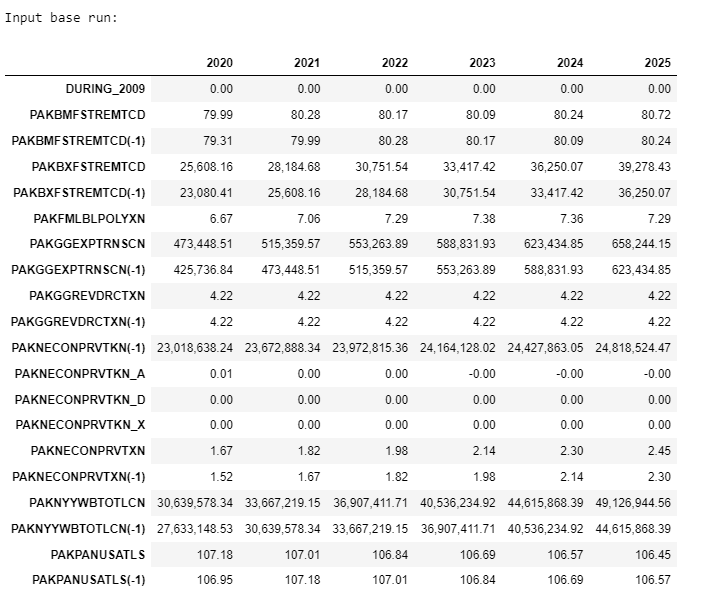 Input base run:
2020 2021 2022 2023 2024 2025
DURING_2009 0.00 0.00 0.00 0.00 0.00 0.00
PAKBMFSTREMTCD 79.99 80.28 80.17 80.09 80.24 80.72
PAKBMFSTREMTCD(-1) 79.31 79.99 80.28 80.17 80.09 80.24
PAKBXFSTREMTCD 25,608.16 28,184.68 30,751.54 33,417.42 36,250.07 39,278.43
PAKBXFSTREMTCD(-1) 23,080.41 25,608.16 28,184.68 30,751.54 33,417.42 36,250.07
PAKFMLBLPOLYXN 6.67 7.06 7.29 7.38 7.36 7.29
PAKGGEXPTRNSCN 473,448.51 515,359.57 553,263.89 588,831.93 623,434.85 658,244.15
PAKGGEXPTRNSCN(-1) 425,736.84 473,448.51 515,359.57 553,263.89 588,831.93 623,434.85
PAKGGREVDRCTXN 4.22 4.22 4.22 4.22 4.22 4.22
PAKGGREVDRCTXN(-1) 4.22 4.22 4.22 4.22 4.22 4.22
PAKNECONPRVTKN(-1) 23,018,638.24 23,672,888.34 23,972,815.36 24,164,128.02 24,427,863.05 24,818,524.47
PAKNECONPRVTKN_A 0.01 0.00 0.00 -0.00 -0.00 -0.00
PAKNECONPRVTKN_D 0.00 0.00 0.00 0.00 0.00 0.00
PAKNECONPRVTKN_X 0.00 0.00 0.00 0.00 0.00 0.00
PAKNECONPRVTXN 1.67 1.82 1.98 2.14 2.30 2.45
PAKNECONPRVTXN(-1) 1.52 1.67 1.82 1.98 2.14 2.30
PAKNYYWBTOTLCN 30,639,578.34 33,667,219.15 36,907,411.71 40,536,234.92 44,615,868.39 49,126,944.56
PAKNYYWBTOTLCN(-1) 27,633,148.53 30,639,578.34 33,667,219.15 36,907,411.71 40,536,234.92 44,615,868.39
PAKPANUSATLS 107.18 107.01 106.84 106.69 106.57 106.45
PAKPANUSATLS(-1) 106.95 107.18 107.01 106.84 106.69 106.57